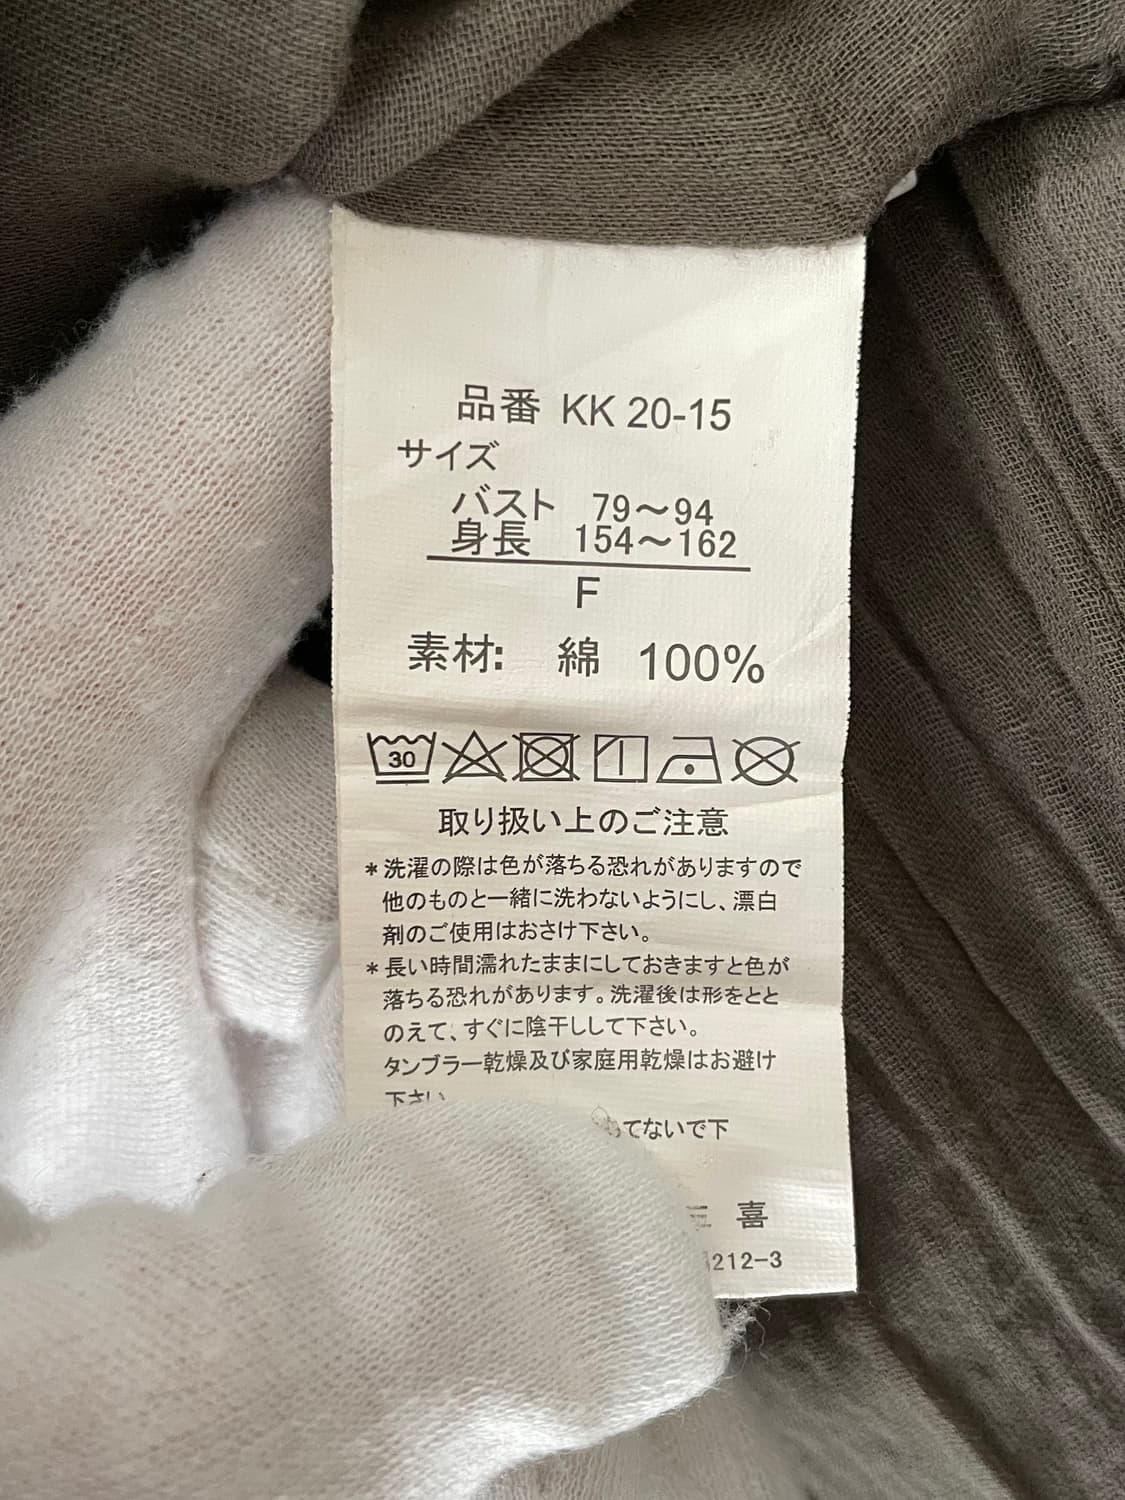 品番 KK 20-15
サイズ
バスト 79～94
身長 154～162
F
素材: 綿 100%
30
取り扱い上のご注意
*洗濯の際は色が落ちる恐れがありますので
他のものと一緒に洗わないようにし、漂白
剤のご使用はおさけ下さい。
*長い時間濡れたままにしておきますと色が
落ちる恐れがあります。洗濯後は形をとと
のえて、すぐに陰干しして下さい。
タンブラー乾燥及び家庭用乾燥はお避け
下さい
てないで下
喜
212-3